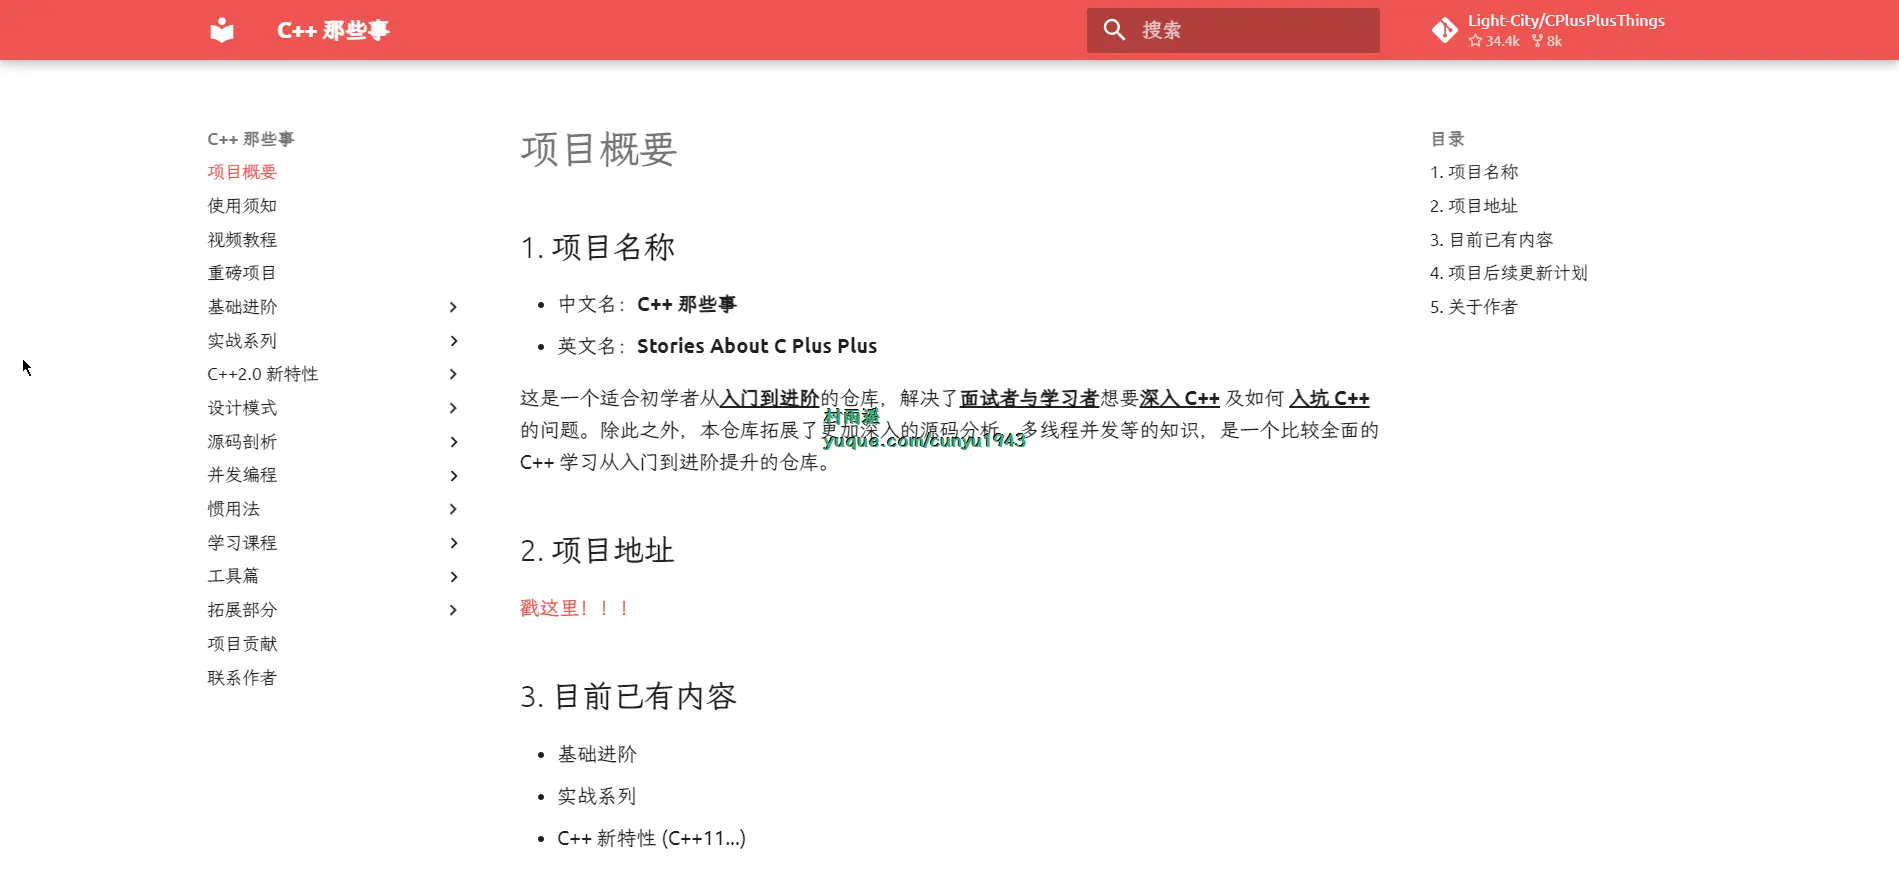 C++ 那些事
搜索
Light-City/CPlusPlusThings
34.4k 8k
C++ 那些事
项目概要
使用须知
视频教程
重磅项目
基础进阶
实战系列
C++2.0 新特性
设计模式
源码剖析
并发编程
惯用法
学习课程
工具篇
拓展部分
项目贡献
联系作者
项目概要
1. 项目名称
• 中文名：C++ 那些事
• 英文名：Stories About C Plus Plus
这是一个适合初学者从入门到进阶的仓库，解决了面试者与学习者想要深入 C++ 及如何 入坑 C++
的问题。除此之外，本仓库拓展了更加深入的源码分析、多线程并发等的知识，是一个比较全面的
C++ 学习从入门到进阶提升的仓库。
村雨遥
yuque.com/cunyu1943
2. 项目地址
戳这里！！！
3. 目前已有内容
• 基础进阶
• 实战系列
• C++ 新特性 (C++11...)
目录
1. 项目名称
2. 项目地址
3. 目前已有内容
4. 项目后续更新计划
5. 关于作者